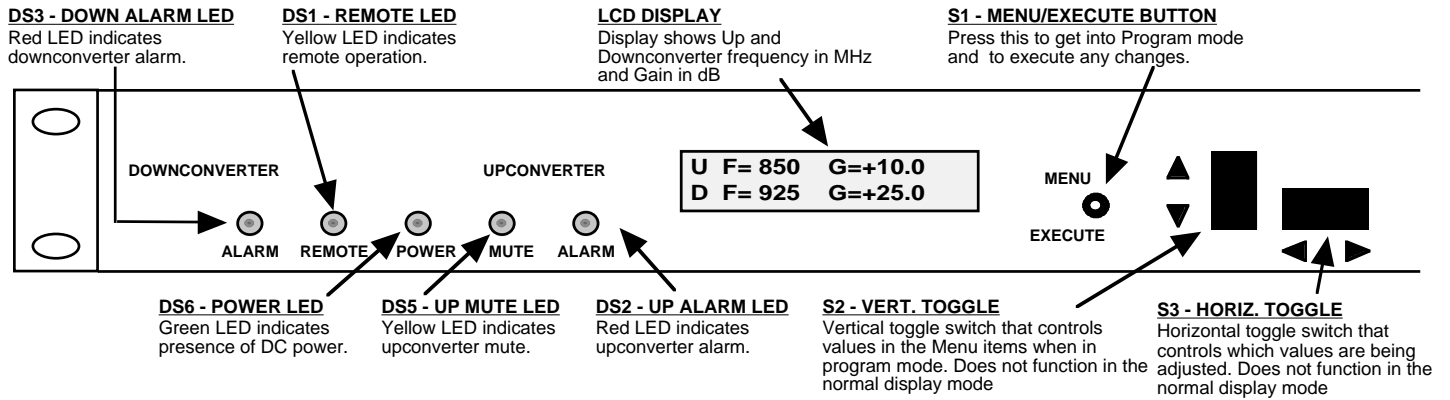 DS3 - DOWN ALARM LED
Red LED indicates
downconverter alarm.
DS1 - REMOTE LED
Yellow LED indicates
remote operation.
LCD DISPLAY
Display shows Up and
Downconverter frequency in MHz
and Gain in dB
S1 - MENU/EXECUTE BUTTON
Press this to get into Program mode
and to execute any changes.
DOWNCONVERTER
UPCONVERTER
U F= 850 G=+10.0
D F= 925 G=+25.0
MENU
EXECUTE
ALARM
REMOTE
POWER
MUTE
ALARM
DS6 - POWER LED
Green LED indicates
presence of DC power.
DS5 - UP MUTE LED
Yellow LED indicates
upconverter mute.
DS2 - UP ALARM LED
Red LED indicates
upconverter alarm.
S2 - VERT. TOGGLE
Vertical toggle switch that controls
values in the Menu items when in
program mode. Does not function in the
normal display mode
S3 - HORIZ. TOGGLE
Horizontal toggle switch that
controls which values are being
adjusted. Does not function in the
normal display mode